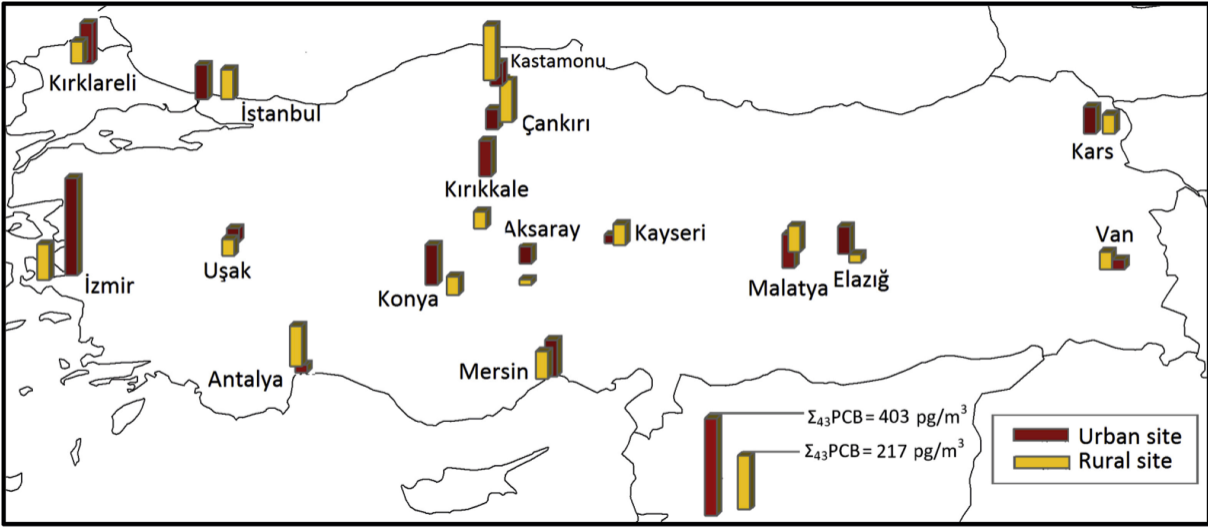 Kastamonu
Kırklareli
İstanbul
Çankırı
Kars
Kırıkkale
Aksaray
Kayseri
Van
Uşak
İzmir
Konya
Malatya
Elazığ
Antalya
Mersin
Σ₄₃PCB = 403 pg/m³
Σ₄₃PCB = 217 pg/m³
Urban site
Rural site